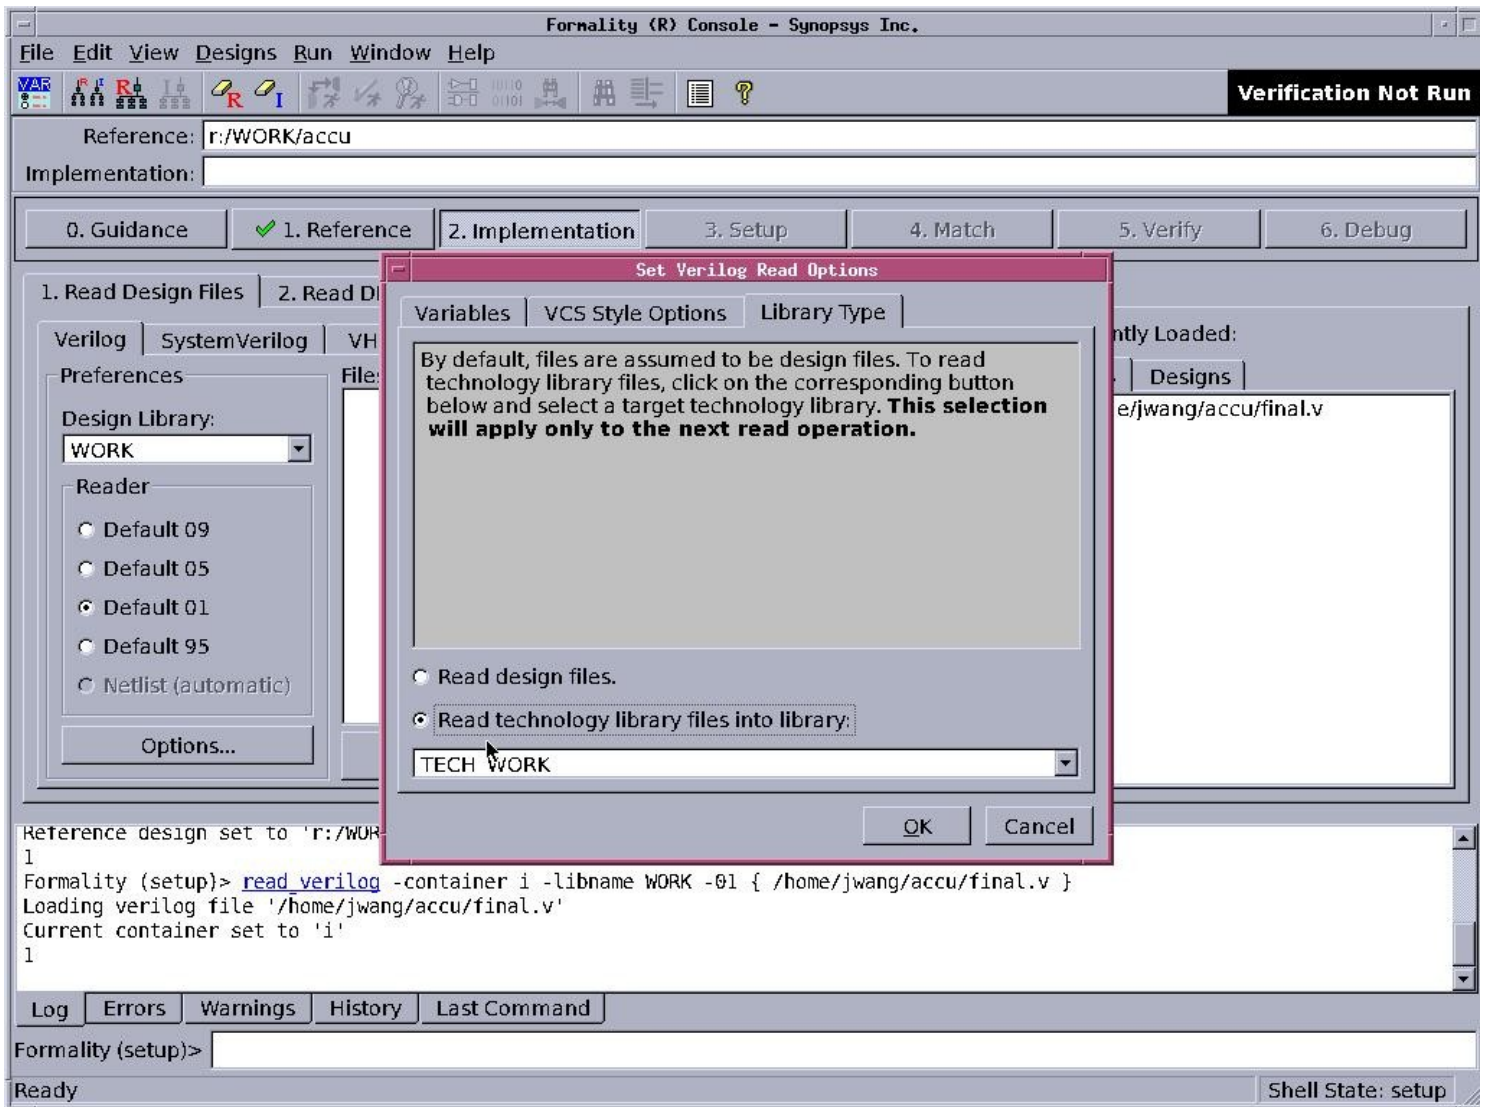 Formality (R) Console - Synopsys Inc.
File Edit View Designs Run Window Help
VAR R I R R I
Verification Not Run
Reference: r:/WORK/accu
Implementation:
0. Guidance 1. Reference 2. Implementation 3. Setup 4. Match 5. Verify 6. Debug
Set Verilog Read Options
1. Read Design Files 2. Read D
Variables VCS Style Options Library Type
Verilog SystemVerilog VH
ntly Loaded:
Preferences
File
Designs
By default, files are assumed to be design files. To read
technology library files, click on the corresponding button
below and select a target technology library. This selection
will apply only to the next read operation.
e/jwang/accu/final.v
Design Library:
WORK
Reader
Default 09
Default 05
Default 01
Default 95
Netlist (automatic)
Options...
Read design files.
Read technology library files into library:
TECH WORK
OK Cancel
Reference design set to 'r:/WOR
1
Formality (setup)> read_verilog -container i -libname WORK -01 { /home/jwang/accu/final.v }
Loading verilog file '/home/jwang/accu/final.v'
Current container set to 'i'
1
Log Errors Warnings History Last Command
Formality (setup)>
Ready
Shell State: setup